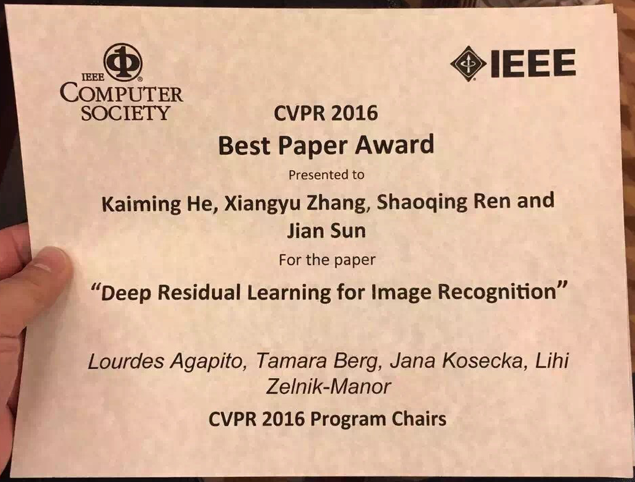 IEEE
COMPUTER
SOCIETY
IEEE
CVPR 2016
Best Paper Award
Presented to
Kaiming He, Xiangyu Zhang, Shaoqing Ren and
Jian Sun
For the paper
“Deep Residual Learning for Image Recognition”
Lourdes Agapito, Tamara Berg, Jana Kosecka, Lihi
Zelnik-Manor
CVPR 2016 Program Chairs